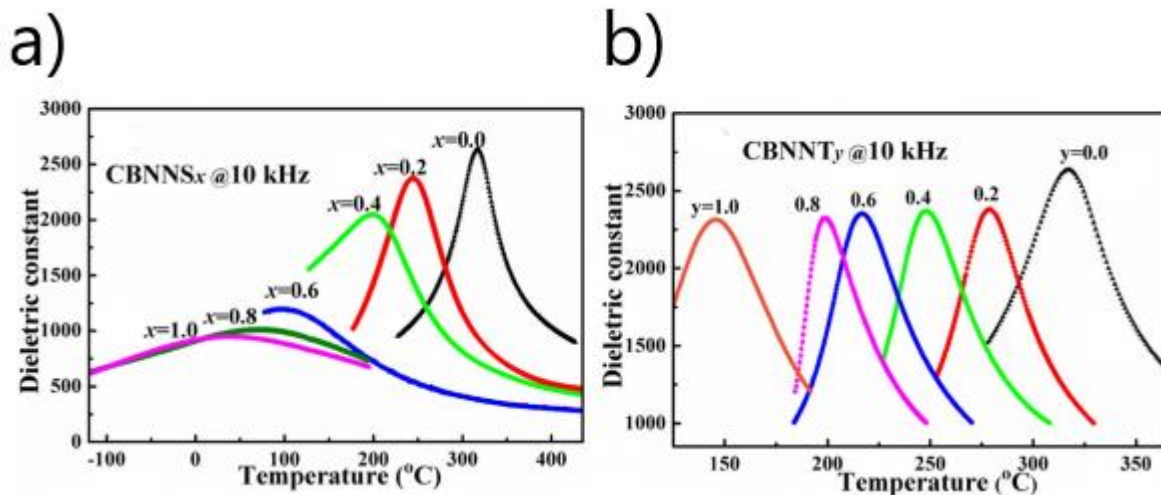 a)
3000
2500
2000
1500
1000
500
0
Dieletric constant
CBNNSx @10 kHz
x=0.0
x=0.2
x=0.4
x=0.6
x=0.8
x=1.0
-100 0 100 200 300 400
Temperature (°C)
b)
3000
2500
2000
1500
1000
Dieletric constant
CBNNTy @10 kHz
y=0.0
0.2
0.4
0.6
0.8
y=1.0
150 200 250 300 350
Temperature (°C)